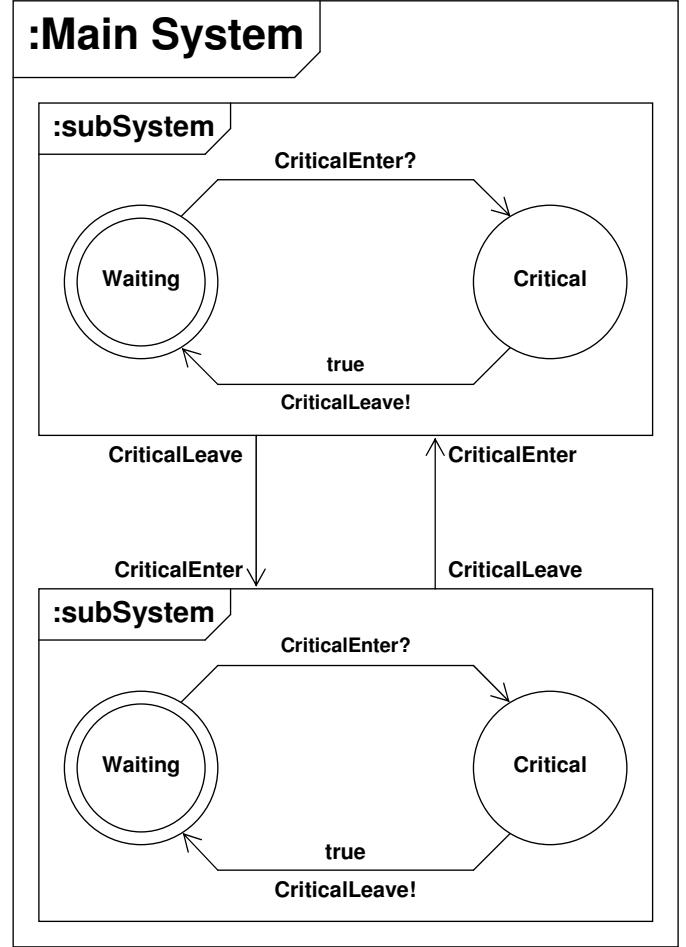 :Main System
:subSystem
CriticalEnter?
Waiting
Critical
true
CriticalLeave!
CriticalLeave
CriticalEnter
CriticalEnter
CriticalLeave
:subSystem
CriticalEnter?
Waiting
Critical
true
CriticalLeave!